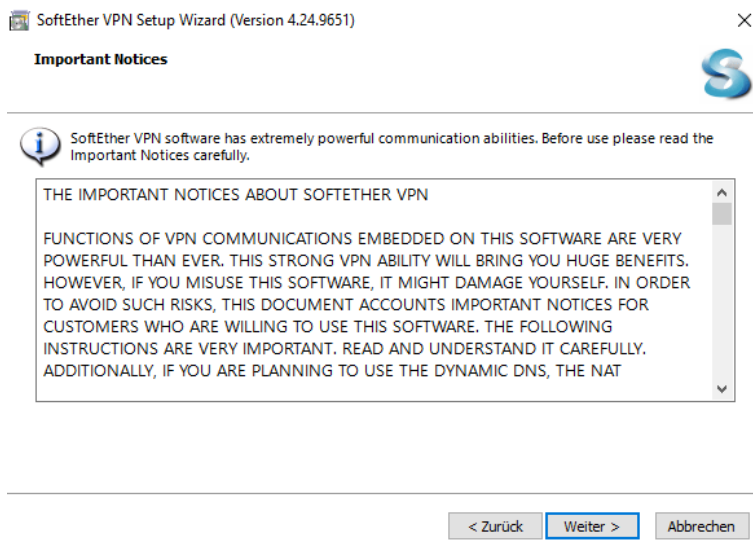 SoftEther VPN Setup Wizard (Version 4.24.9651)
Important Notices
SoftEther VPN software has extremely powerful communication abilities. Before use please read the
Important Notices carefully.
THE IMPORTANT NOTICES ABOUT SOFTETHER VPN
FUNCTIONS OF VPN COMMUNICATIONS EMBEDDED ON THIS SOFTWARE ARE VERY
POWERFUL THAN EVER. THIS STRONG VPN ABILITY WILL BRING YOU HUGE BENEFITS.
HOWEVER, IF YOU MISUSE THIS SOFTWARE, IT MIGHT DAMAGE YOURSELF. IN ORDER
TO AVOID SUCH RISKS, THIS DOCUMENT ACCOUNTS IMPORTANT NOTICES FOR
CUSTOMERS WHO ARE WILLING TO USE THIS SOFTWARE. THE FOLLOWING
INSTRUCTIONS ARE VERY IMPORTANT. READ AND UNDERSTAND IT CAREFULLY.
ADDITIONALLY, IF YOU ARE PLANNING TO USE THE DYNAMIC DNS, THE NAT
< Zurück Weiter > Abbrechen